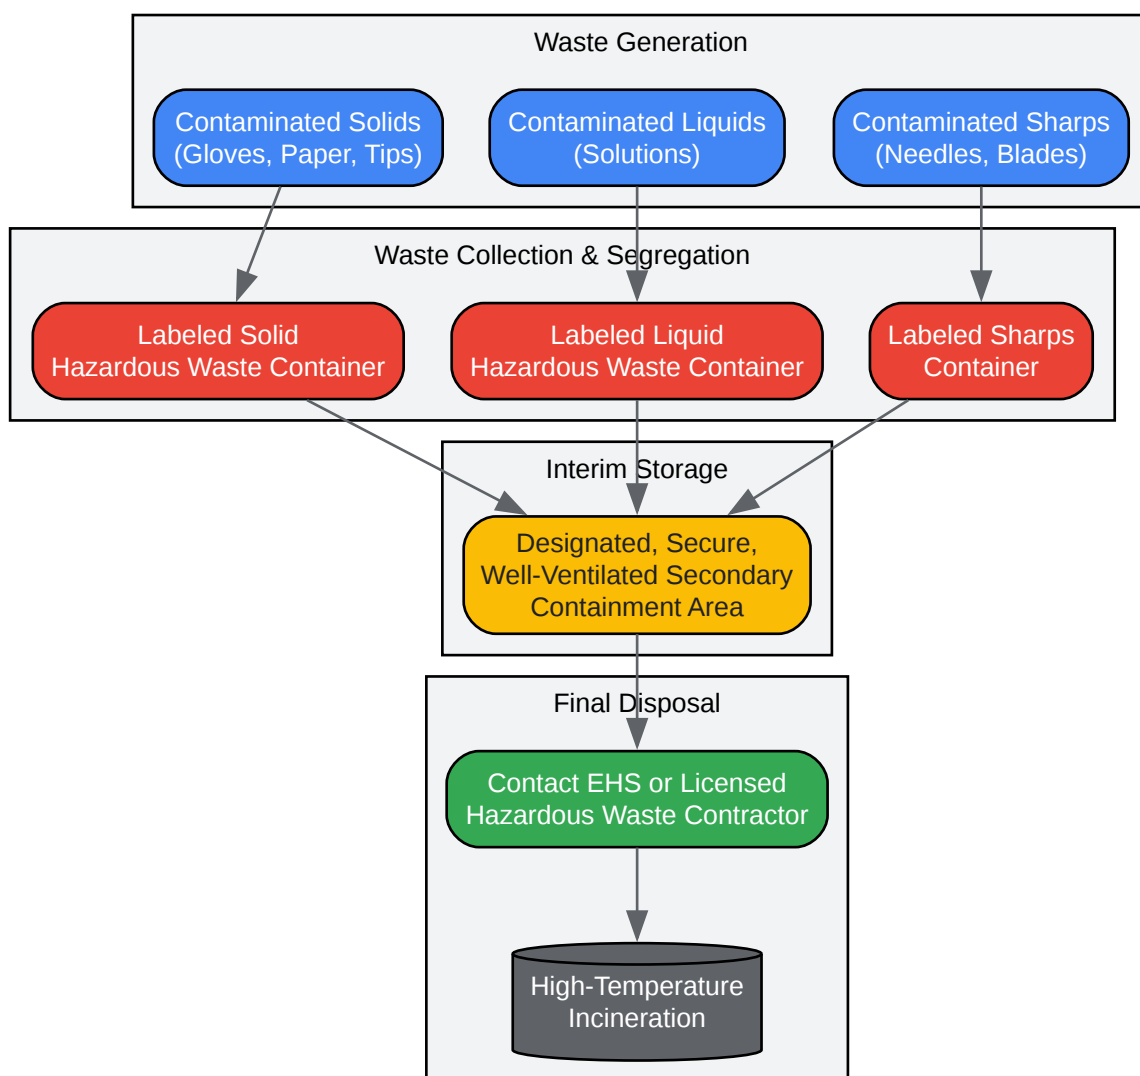 Waste Generation
Contaminated Solids
(Gloves, Paper, Tips)
Contaminated Liquids
(Solutions)
Contaminated Sharps
(Needles, Blades)
Waste Collection & Segregation
Labeled Solid
Hazardous Waste Container
Labeled Liquid
Hazardous Waste Container
Labeled Sharps
Container
Interim Storage
Designated, Secure,
Well-Ventilated Secondary
Containment Area
Final Disposal
Contact EHS or Licensed
Hazardous Waste Contractor
High-Temperature
Incineration